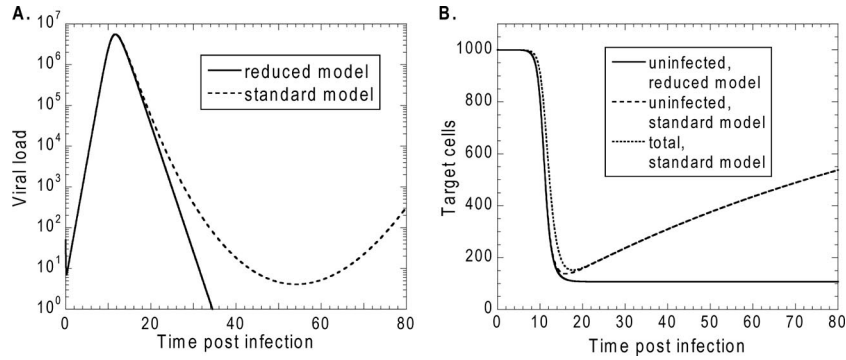 A.
10^7
10^6
10^5
10^4
10^3
10^2
10^1
10^0
Viral load
reduced model
standard model
0 20 40 60 80
Time post infection
B.
1000
800
600
400
200
0
Target cells
uninfected,
reduced model
uninfected,
standard model
total,
standard model
0 10 20 30 40 50 60 70 80
Time post infection